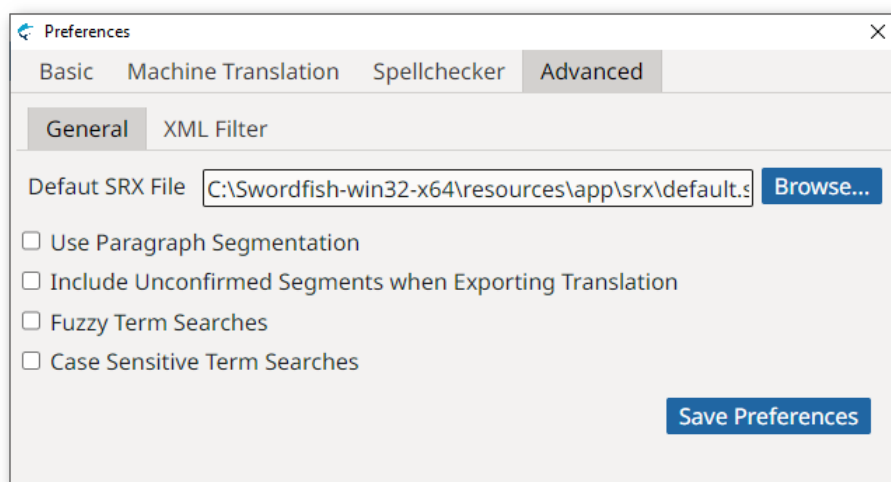 Preferences
Basic Machine Translation Spellchecker Advanced
General XML Filter
Defaut SRX File C:\Swordfish-win32-x64\resources\app\srx\default.s Browse...
Use Paragraph Segmentation
Include Unconfirmed Segments when Exporting Translation
Fuzzy Term Searches
Case Sensitive Term Searches
Save Preferences